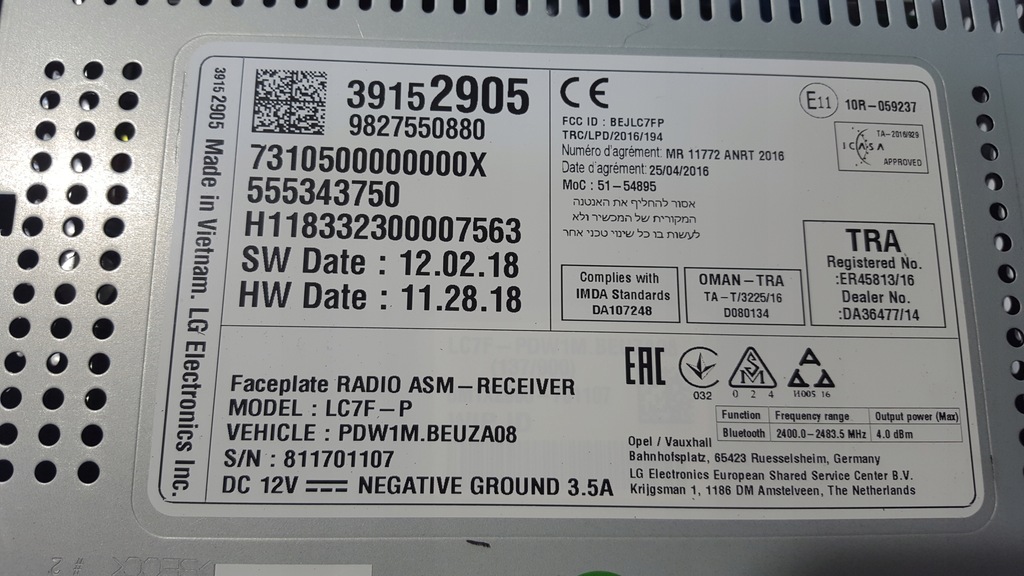 39152905 Made in Vietnam. LG Electronics Inc.
39152905
9827550880
7310500000000X
555343750
H118332300007563
SW Date : 12.02.18
HW Date : 11.28.18
CE
FCC ID : BEJLC7FP
TRC/LPD/2016/194
Numéro d'agrément: MR 11772 ANRT 2016
Date d'agrément: 25/04/2016
MoC : 51-54895
אסור להחליף את האנטנה
המקורית של המכשיר ולא
לעשות בו כל שינוי טכני אחר
E11 10R-059237
TA-2016/929
ICASA
APPROVED
Complies with
IMDA Standards
DA107248
OMAN-TRA
TA-T/3225/16
D080134
TRA
Registered No.
:ER45813/16
Dealer No.
:DA36477/14
Faceplate RADIO ASM-RECEIVER
MODEL : LC7F-P
VEHICLE : PDW1M.BEUZA08
S/N : 811701107
DC 12V NEGATIVE GROUND 3.5A
EAC
032
0 2 4
И005 16
Function Frequency range Output power (Max)
Bluetooth 2400.0-2483.5 MHz 4.0 dBm
Opel / Vauxhall
Bahnhofsplatz, 65423 Ruesselsheim, Germany
LG Electronics European Shared Service Center B.V.
Krijgsman 1, 1186 DM Amstelveen, The Netherlands